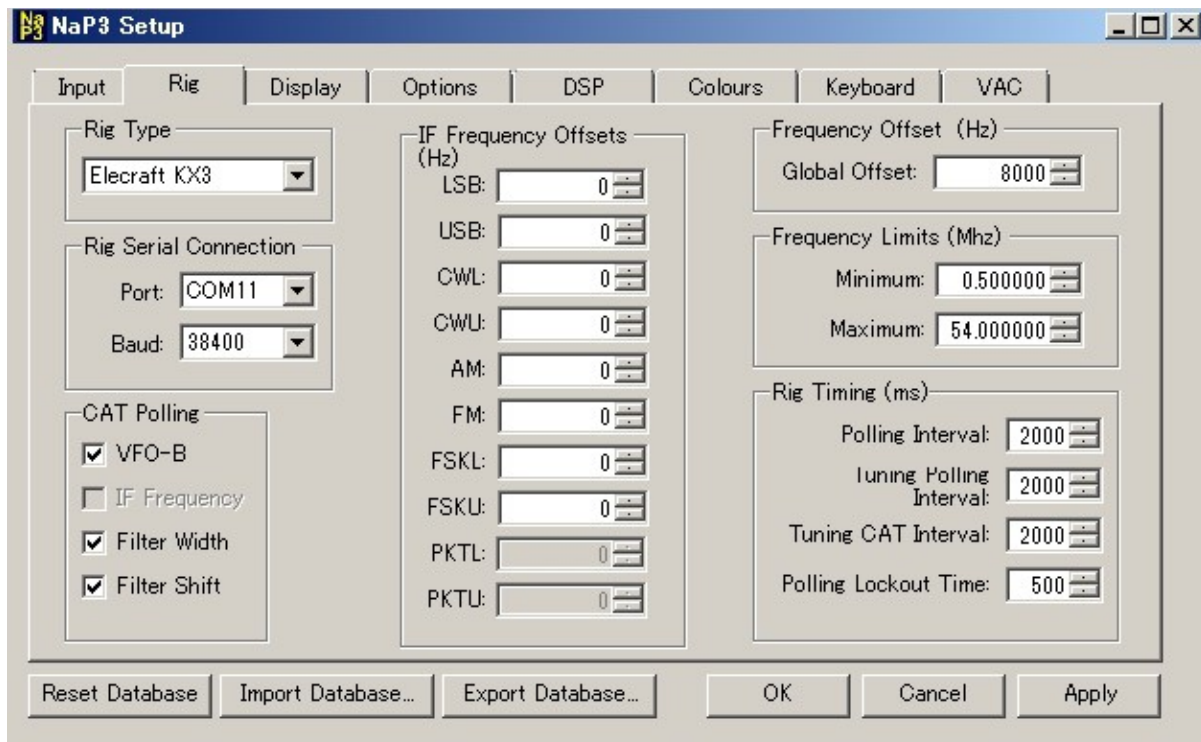 NaP3 NaP3 Setup
Input Rig Display Options DSP Colours Keyboard VAC
Rig Type
Elecraft KX3
Rig Serial Connection
Port: COM11
Baud: 38400
CAT Polling
VFO-B
IF Frequency
Filter Width
Filter Shift
IF Frequency Offsets
(Hz)
LSB: 0
USB: 0
CWL: 0
CWU: 0
AM: 0
FM: 0
FSKL: 0
FSKU: 0
PKTL: 0
PKTU: 0
Frequency Offset (Hz)
Global Offset: 8000
Frequency Limits (Mhz)
Minimum: 0.500000
Maximum: 54.000000
Rig Timing (ms)
Polling Interval: 2000
Tuning Polling
Interval: 2000
Tuning CAT Interval: 2000
Polling Lockout Time: 500
Reset Database Import Database... Export Database... OK Cancel Apply